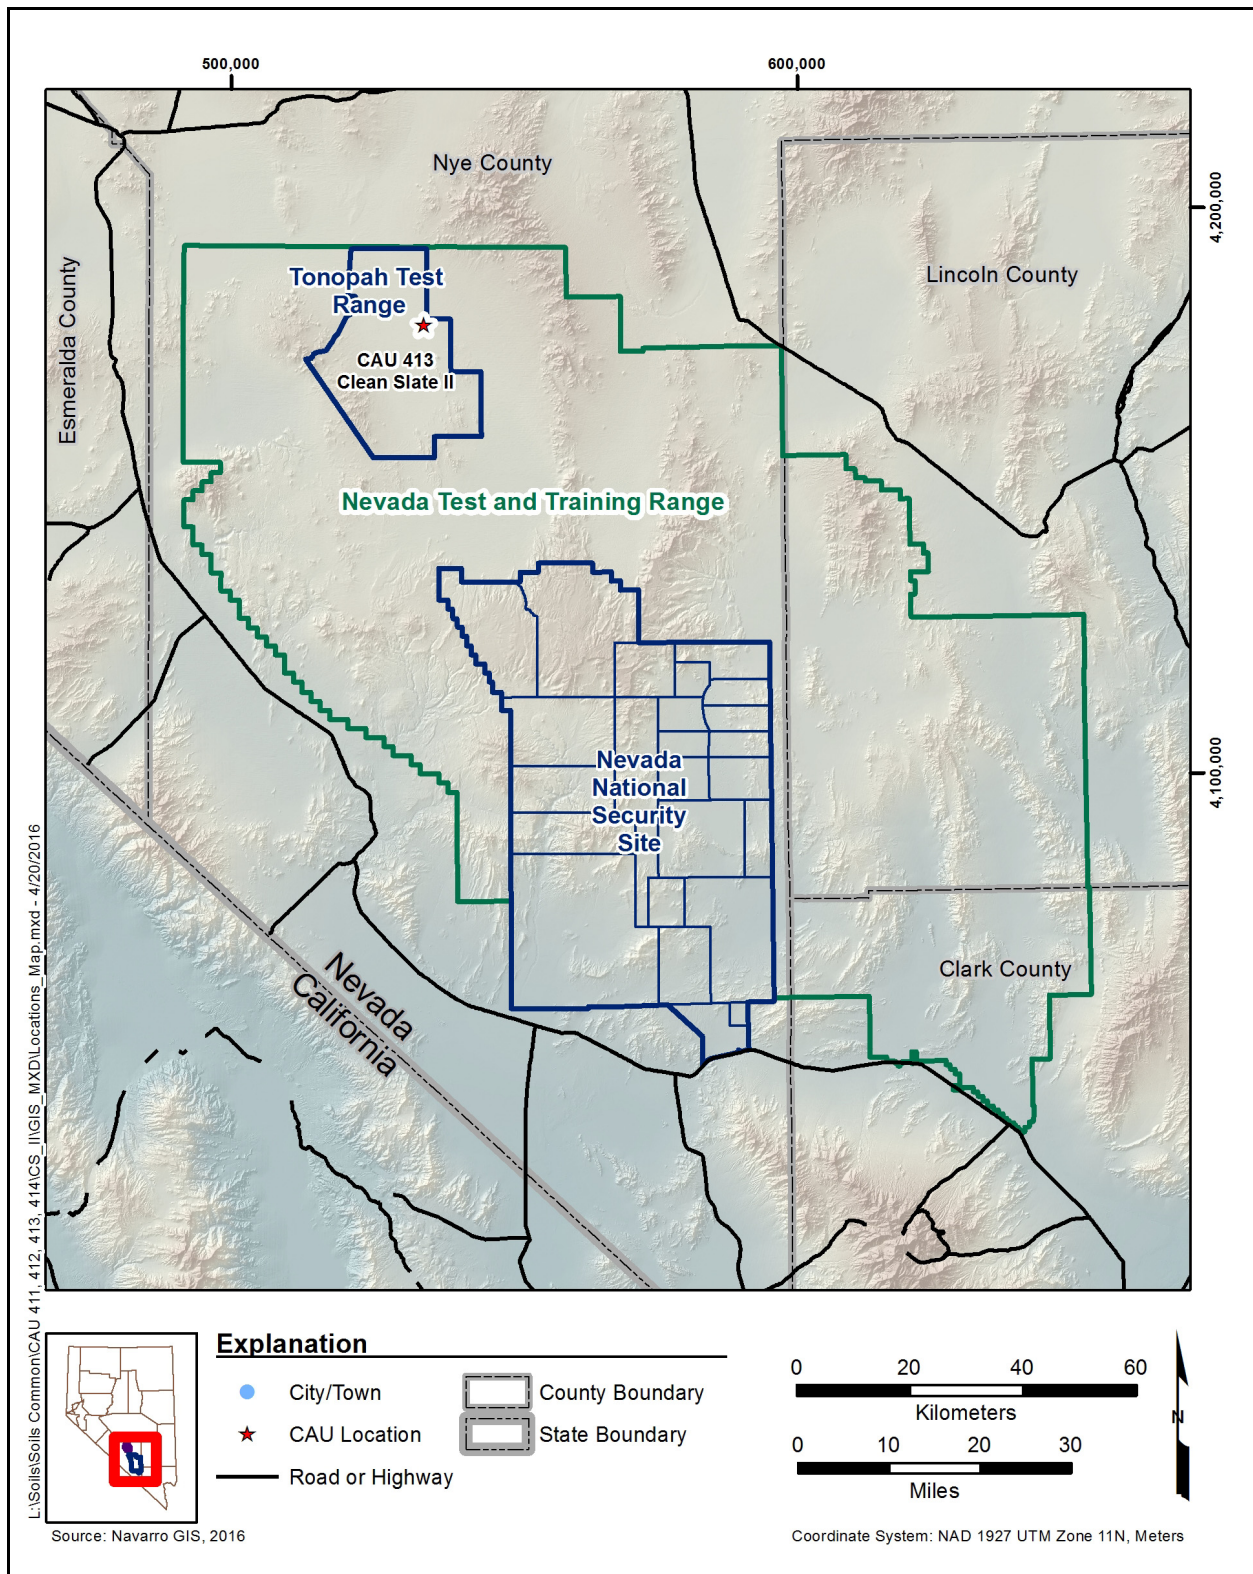 500,000
600,000
Nye County
4,200,000
Esmeralda County
Lincoln County
Tonopah Test
Range
CAU 413
Clean Slate II
Nevada Test and Training Range
4,100,000
Nevada
National
Security
Site
Nevada
California
Clark County
L:\Soils\Soils Common\CAU 411, 412, 413, 414\CS_II\GIS_MXD\Locations_Map.mxd - 4/20/2016
Explanation
City/Town
CAU Location
Road or Highway
County Boundary
State Boundary
0 20 40 60
Kilometers
0 10 20 30
Miles
N
Source: Navarro GIS, 2016
Coordinate System: NAD 1927 UTM Zone 11N, Meters